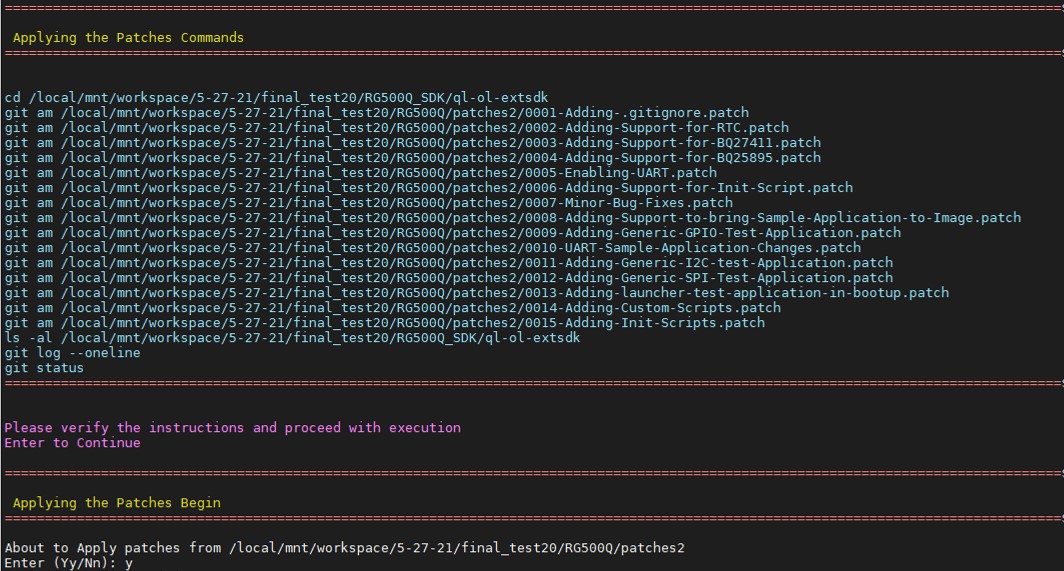 ====================================================================================================================================
Applying the Patches Commands
====================================================================================================================================
cd /local/mnt/workspace/5-27-21/final_test20/RG500Q_SDK/ql-ol-extsdk
git am /local/mnt/workspace/5-27-21/final_test20/RG500Q/patches2/0001-Adding-.gitignore.patch
git am /local/mnt/workspace/5-27-21/final_test20/RG500Q/patches2/0002-Adding-Support-for-RTC.patch
git am /local/mnt/workspace/5-27-21/final_test20/RG500Q/patches2/0003-Adding-Support-for-BQ27411.patch
git am /local/mnt/workspace/5-27-21/final_test20/RG500Q/patches2/0004-Adding-Support-for-BQ25895.patch
git am /local/mnt/workspace/5-27-21/final_test20/RG500Q/patches2/0005-Enabling-UART.patch
git am /local/mnt/workspace/5-27-21/final_test20/RG500Q/patches2/0006-Adding-Support-for-Init-Script.patch
git am /local/mnt/workspace/5-27-21/final_test20/RG500Q/patches2/0007-Minor-Bug-Fixes.patch
git am /local/mnt/workspace/5-27-21/final_test20/RG500Q/patches2/0008-Adding-Support-to-bring-Sample-Application-to-Image.patch
git am /local/mnt/workspace/5-27-21/final_test20/RG500Q/patches2/0009-Adding-Generic-GPIO-Test-Application.patch
git am /local/mnt/workspace/5-27-21/final_test20/RG500Q/patches2/0010-UART-Sample-Application-Changes.patch
git am /local/mnt/workspace/5-27-21/final_test20/RG500Q/patches2/0011-Adding-Generic-I2C-test-Application.patch
git am /local/mnt/workspace/5-27-21/final_test20/RG500Q/patches2/0012-Adding-Generic-SPI-Test-Application.patch
git am /local/mnt/workspace/5-27-21/final_test20/RG500Q/patches2/0013-Adding-launcher-test-application-in-bootup.patch
git am /local/mnt/workspace/5-27-21/final_test20/RG500Q/patches2/0014-Adding-Custom-Scripts.patch
git am /local/mnt/workspace/5-27-21/final_test20/RG500Q/patches2/0015-Adding-Init-Scripts.patch
ls -al /local/mnt/workspace/5-27-21/final_test20/RG500Q_SDK/ql-ol-extsdk
git log --oneline
git status
====================================================================================================================================
Please verify the instructions and proceed with execution
Enter to Continue
====================================================================================================================================
Applying the Patches Begin
====================================================================================================================================
About to Apply patches from /local/mnt/workspace/5-27-21/final_test20/RG500Q/patches2
Enter (Yy/Nn): y